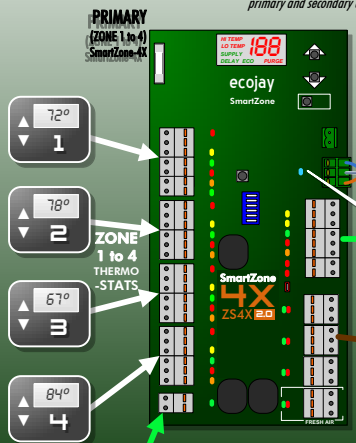 primary and secondary
PRIMARY
(ZONE 1 to 4)
SmartZone-4X
HI TEMP
LO TEMP
SUPPLY
DELAY ECO PURGE
188
ecojay
SmartZone
72°
1
78°
2
ZONE
1 to 4
THERMO
-STATS
67°
3
SmartZone
4X
ZS4X 2.0
84°
4
FRESH AIR